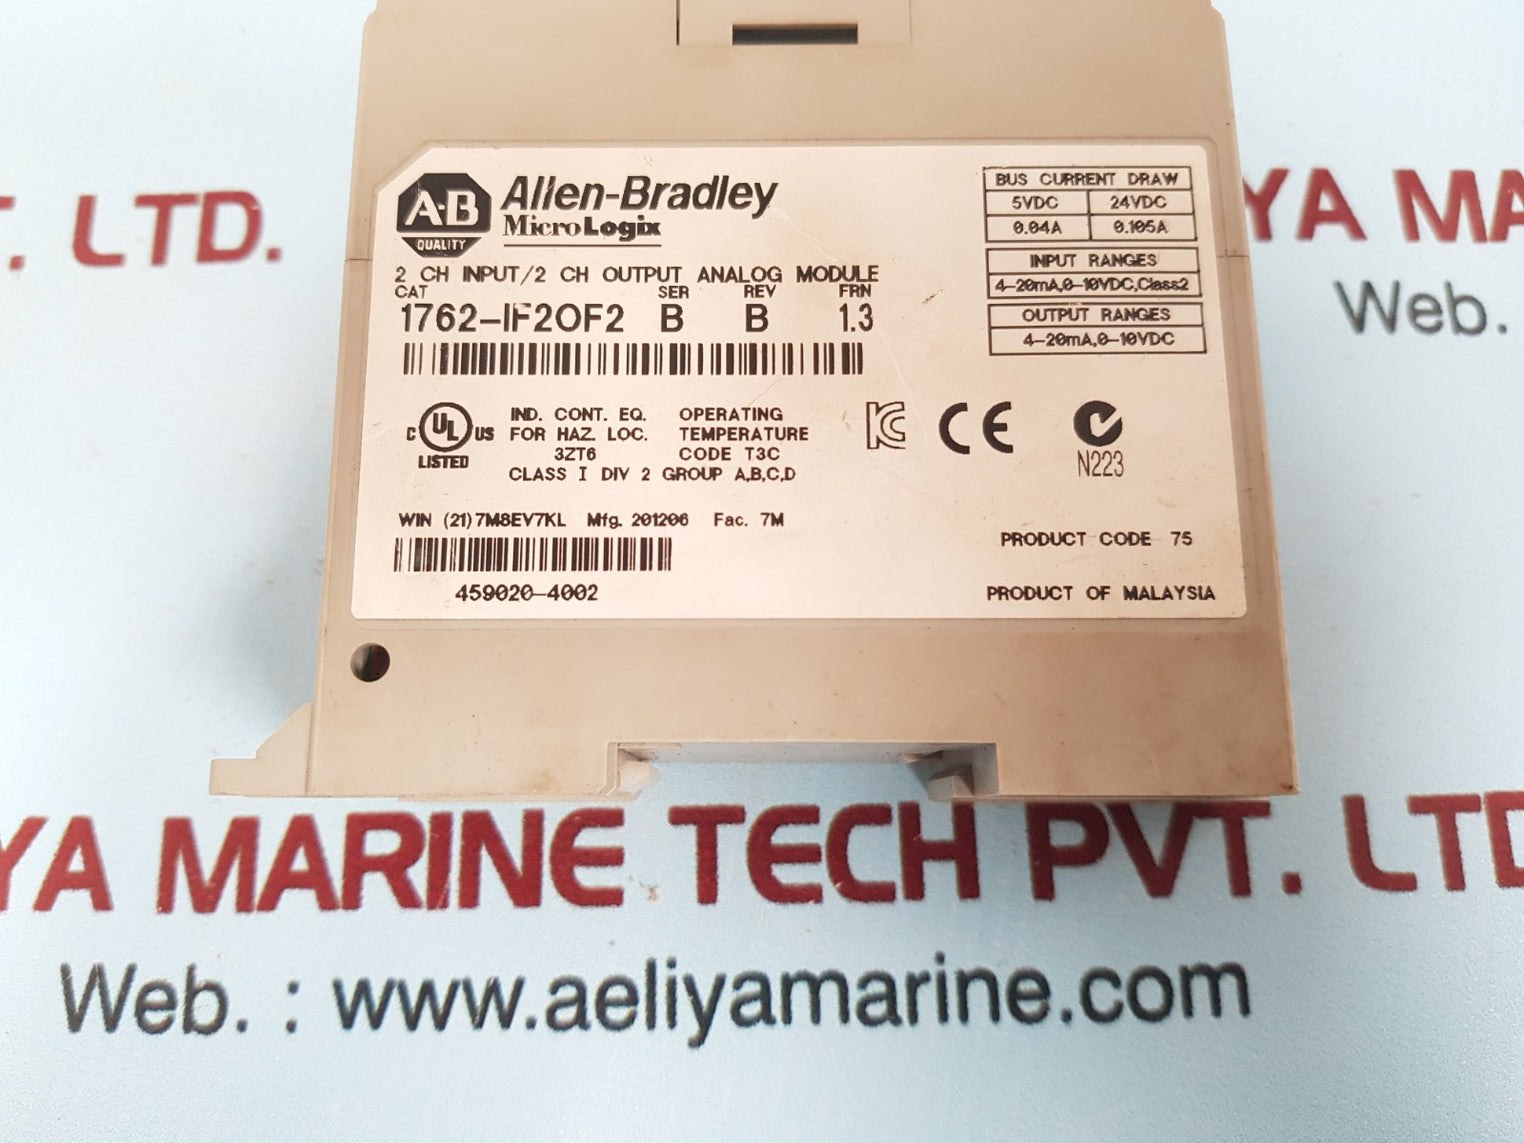 T. LTD.
YA MA
Web.
A-B
QUALITY
Allen-Bradley
MicroLogix
2 CH INPUT/2 CH OUTPUT ANALOG MODULE
CAT SER REV FRN
1762-IF2OF2 B B 1.3
BUS CURRENT DRAW
5VDC 24VDC
0.04A 0.105A
INPUT RANGES
4-20mA,0-10VDC,Class2
OUTPUT RANGES
4-20mA,0-10VDC
C UL US
LISTED
IND. CONT. EQ.
FOR HAZ. LOC.
3ZT6
OPERATING
TEMPERATURE
CODE T3C
CLASS I DIV 2 GROUP A,B,C,D
KC CE
N223
WIN (21)7M8EV7KL Mfg. 201206 Fac. 7M
459020-4002
PRODUCT CODE 75
PRODUCT OF MALAYSIA
YA MARINE TECH PVT. LTD
Web. : www.aeliyamarine.com